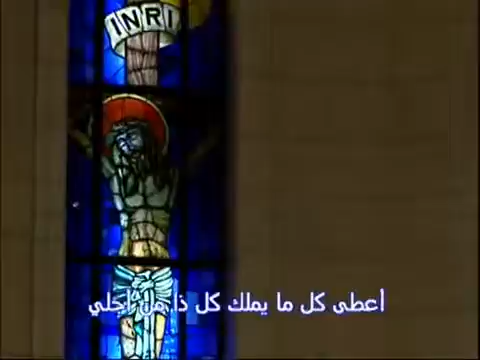 INRI
أعطى كل ما يملك كل ذا من أجلي